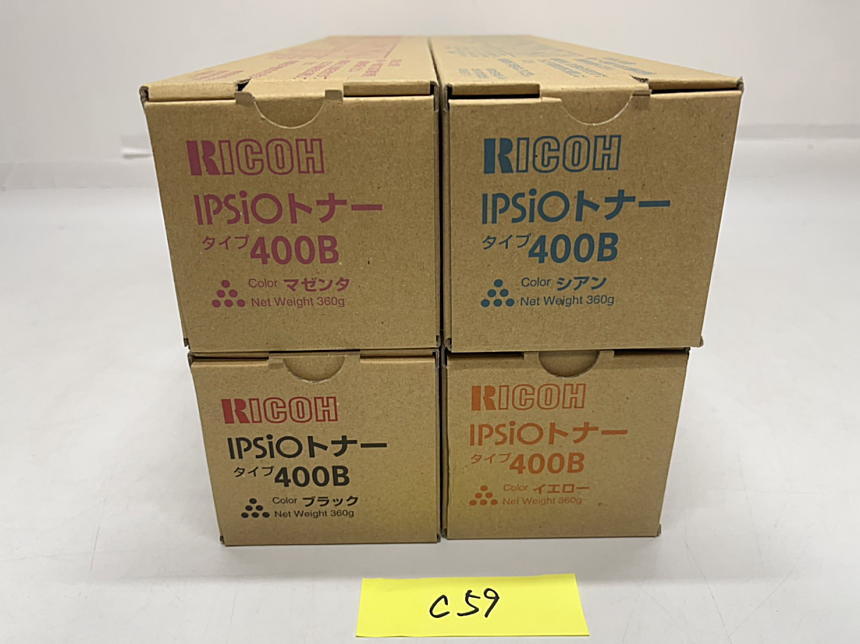 RICOH
IPSiOトナー
タイプ400B
Color マゼンタ
Net Weight 360g
RICOH
IPSiOトナー
タイプ400B
Color シアン
Net Weight 360g
RICOH
IPSiOトナー
タイプ400B
Color ブラック
Net Weight 360g
RICOH
IPSiOトナー
タイプ400B
Color イエロー
Net Weight 360g
C59